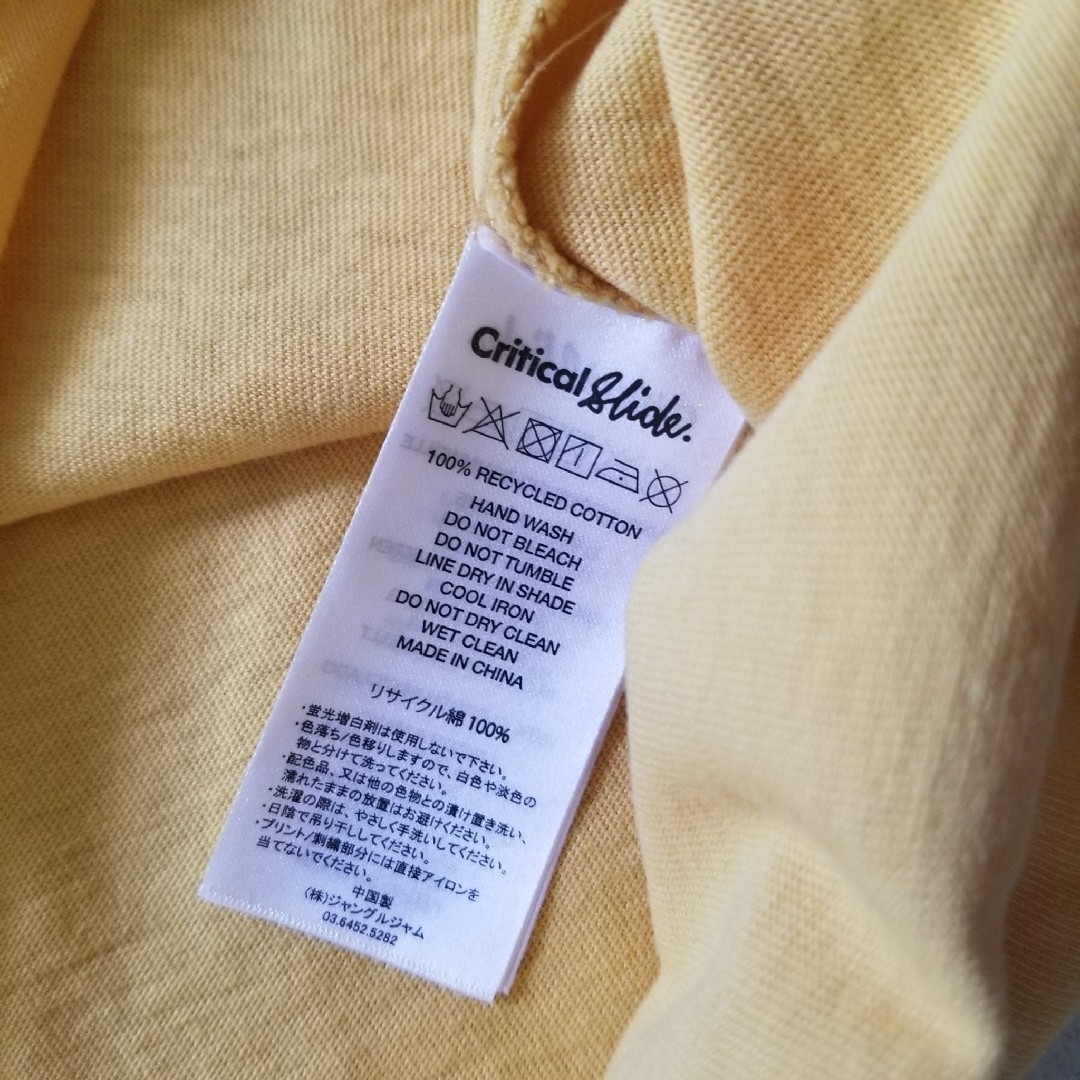 Critical Slide.
100% RECYCLED COTTON
HAND WASH
DO NOT BLEACH
DO NOT TUMBLE
LINE DRY IN SHADE
COOL IRON
DO NOT DRY CLEAN
WET CLEAN
MADE IN CHINA
リサイクル綿100%
・蛍光増白剤は使用しないで下さい。
・色落ち/色移りしますので、白色や淡色の
物と分けて洗ってください。
・配色品、又は他の色物との漬け置き洗い、
濡れたままの放置はお避けください。
・洗濯の際は、やさしく手洗いしてください。
・日陰で吊り干ししてください。
・プリント/刺繍部分には直接アイロンを
当てないでください。
中国製
(株)ジャングルジャム
03.6452.5282